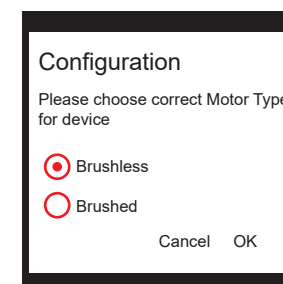 Configuration
Please choose correct Motor Type
for device
Brushless
Brushed
Cancel OK